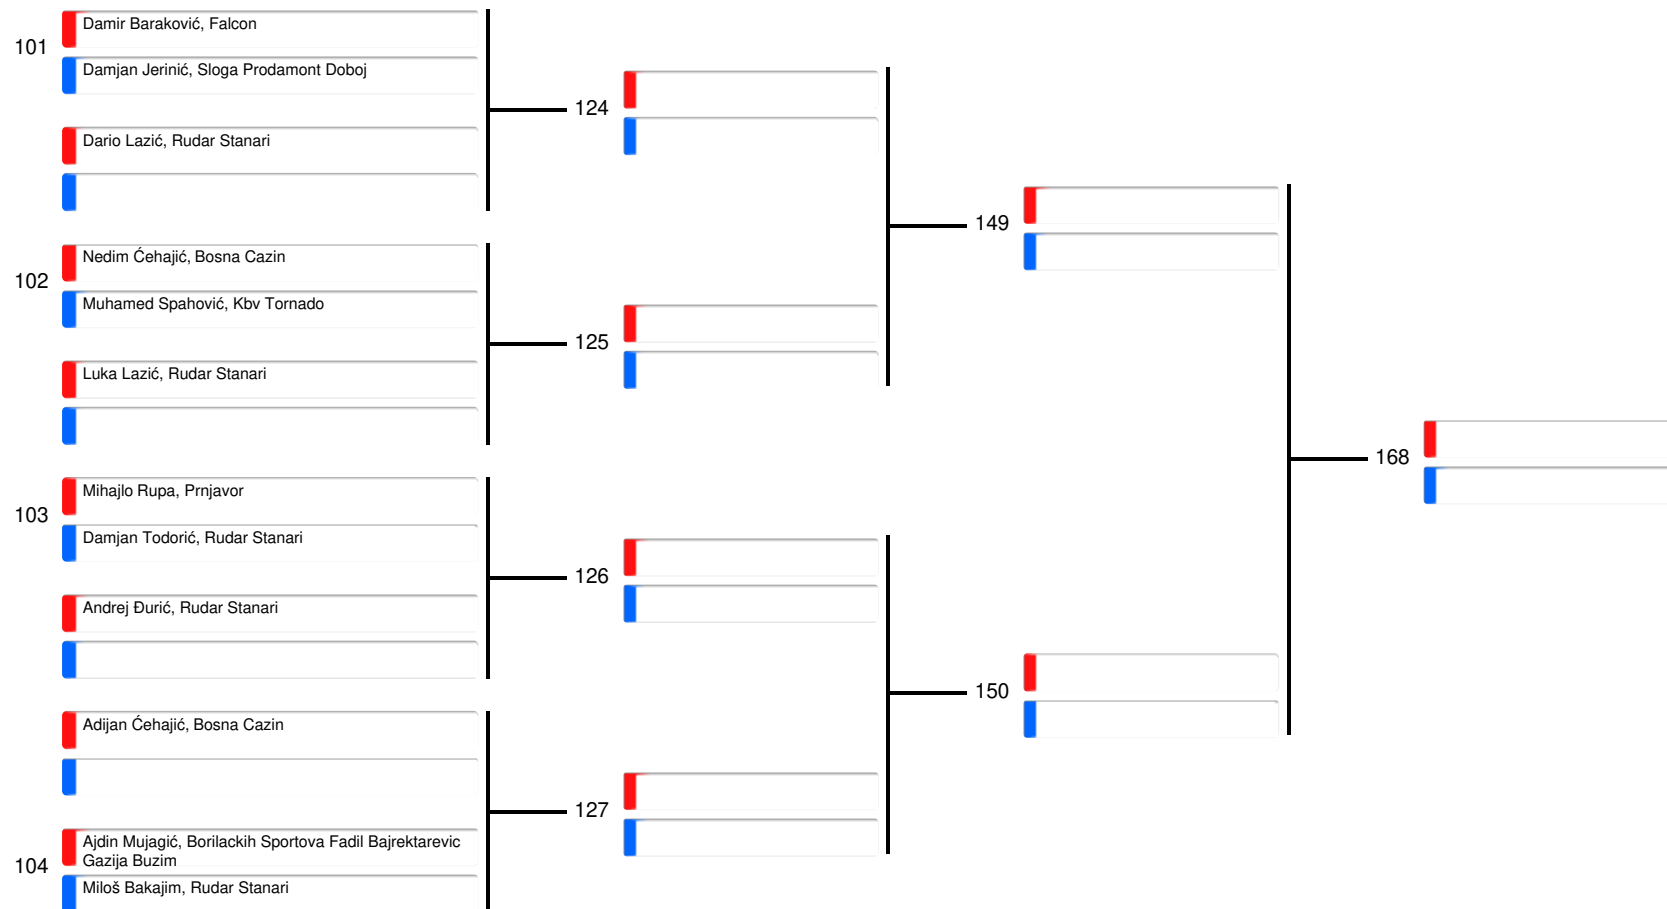 101
Damir Baraković, Falcon
Damjan Jerinić, Sloga Prodamont Doboj
Dario Lazić, Rudar Stanari
102
Nedim Ćehajić, Bosna Cazin
Muhamed Spahović, Kbv Tornado
Luka Lazić, Rudar Stanari
103
Mihajlo Rupa, Prnjavor
Damjan Todorić, Rudar Stanari
Andrej Đurić, Rudar Stanari
Adijan Ćehajić, Bosna Cazin
104
Ajdin Mujagić, Borilackih Sportova Fadil Bajrektarevic
Gazija Buzim
Miloš Bakajim, Rudar Stanari
124
125
126
127
149
150
168